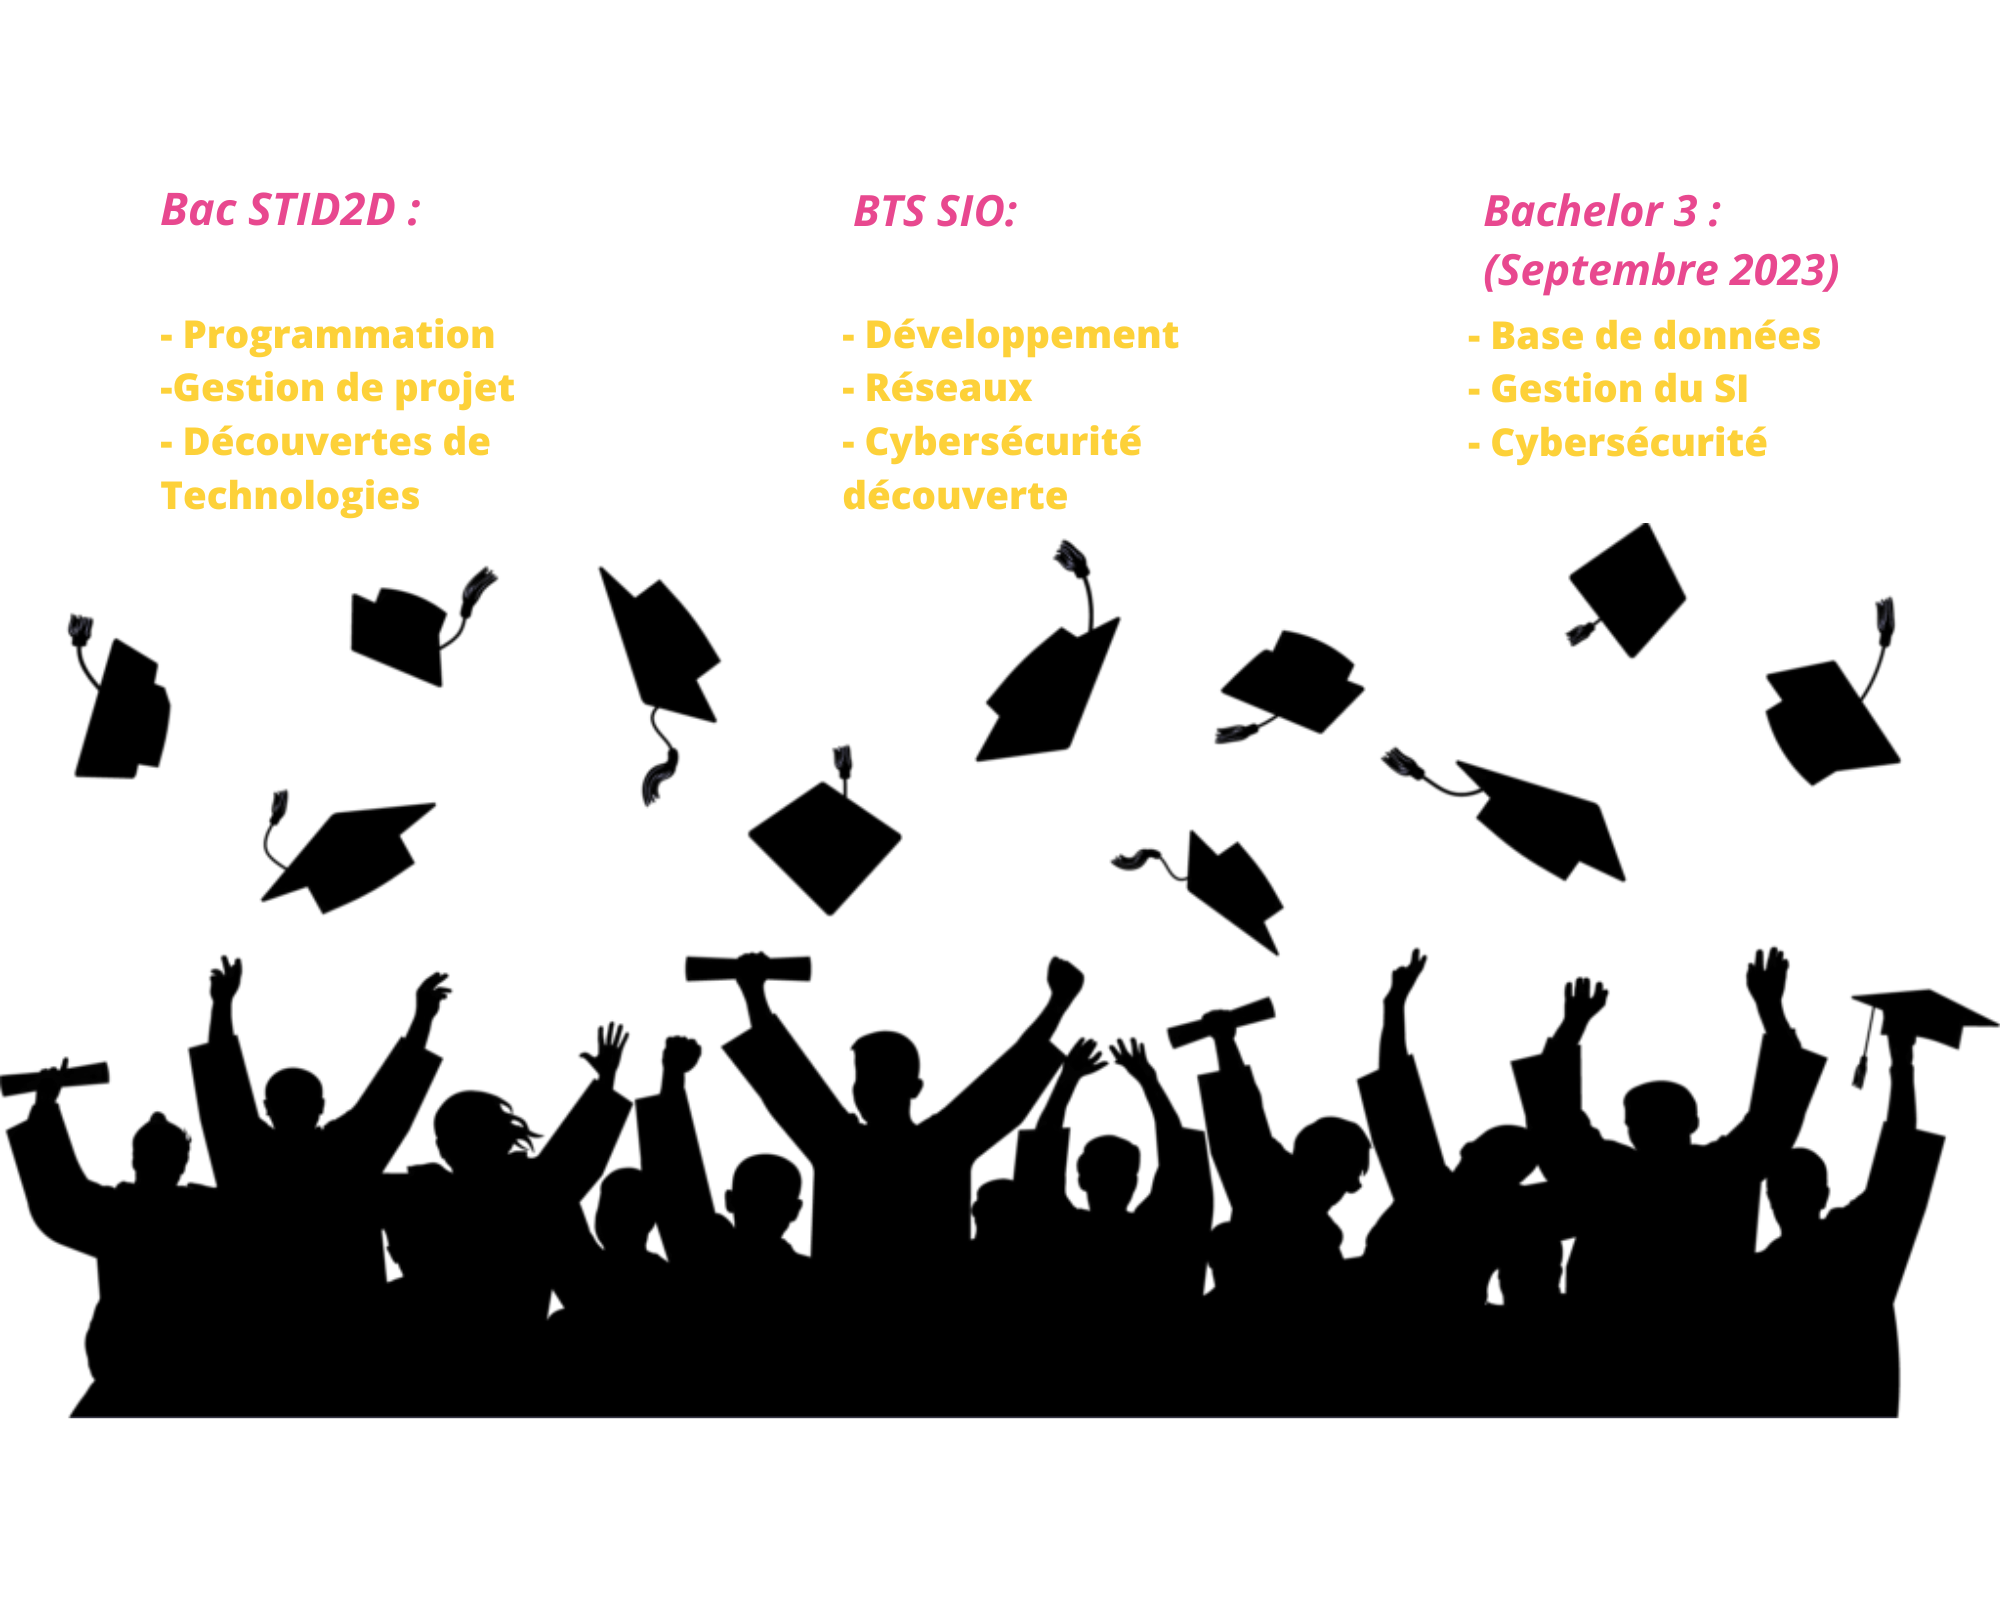 Bac STID2D :
- Programmation
-Gestion de projet
- Découvertes de
Technologies
BTS SIO:
- Développement
- Réseaux
- Cybersécurité
découverte
Bachelor 3 :
(Septembre 2023)
- Base de données
- Gestion du SI
- Cybersécurité